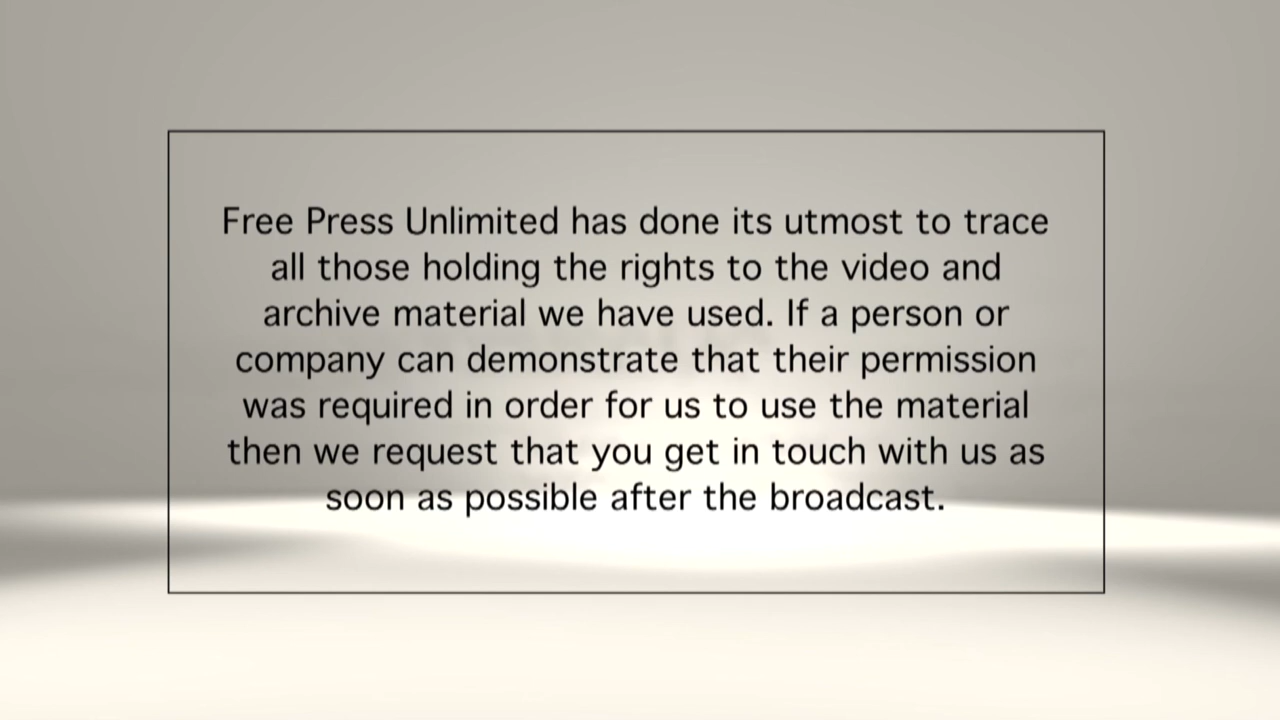 Free Press Unlimited has done its utmost to trace
all those holding the rights to the video and
archive material we have used. If a person or
company can demonstrate that their permission
was required in order for us to use the material
then we request that you get in touch with us as
soon as possible after the broadcast.